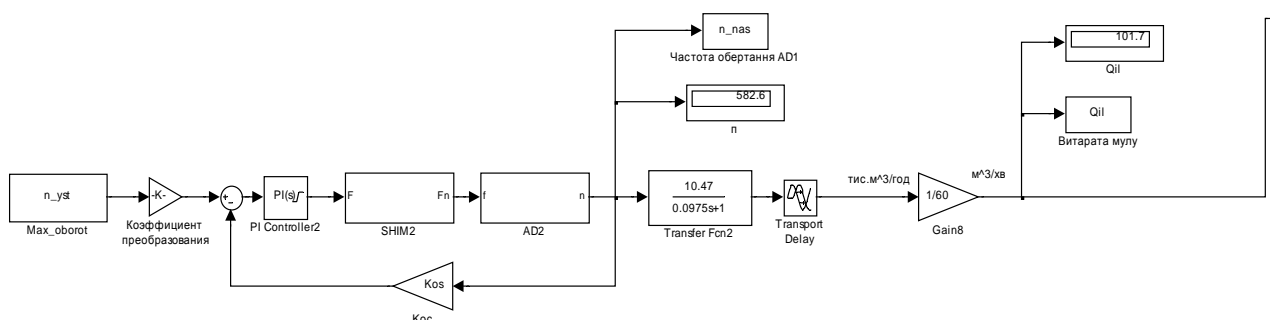 n_nas
Частота обертання AD1
582.6
п
101.7
Qil
Qil
Витарата мулу
n_yst
Max_oborot
-K-
Коэффициент
преобразования
+
−
PI(s)
PI Controller2
F
Fn
SHIM2
f
n
AD2
10.47
0.0975s+1
Transfer Fcn2
Transport
Delay
тис.м^3/год
1/60
Gain8
м^3/хв
Kos
Кос